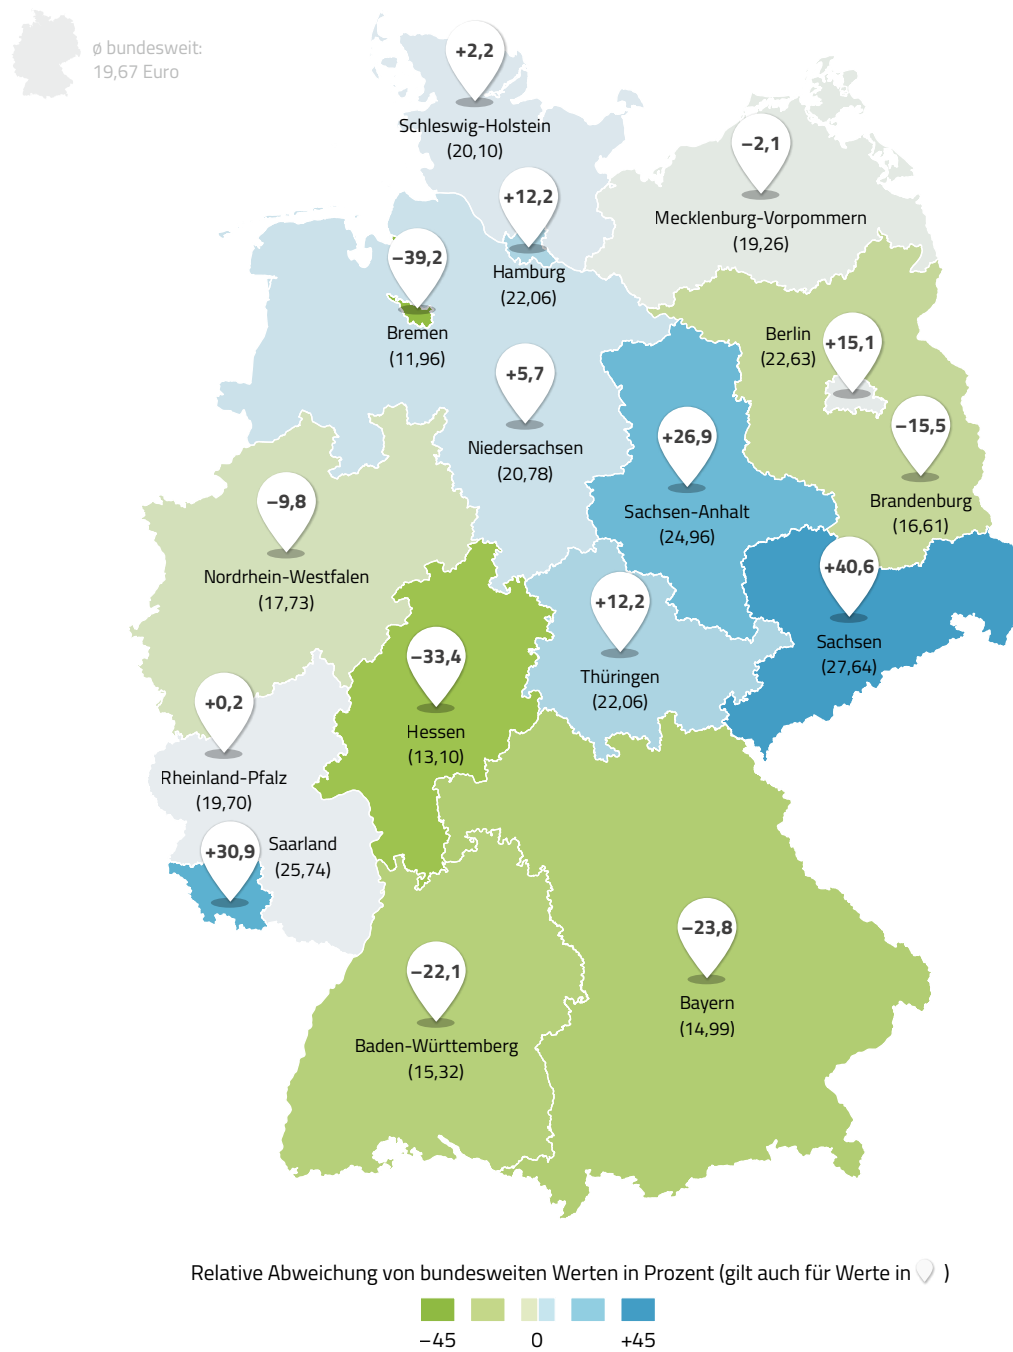 ø bundesweit:
19,67 Euro
+2,2
Schleswig-Holstein
(20,10)
−2,1
Mecklenburg-Vorpommern
(19,26)
+12,2
Hamburg
(22,06)
−39,2
Bremen
(11,96)
Berlin
(22,63)
+15,1
+5,7
Niedersachsen
(20,78)
−15,5
Brandenburg
(16,61)
+26,9
Sachsen-Anhalt
(24,96)
−9,8
Nordrhein-Westfalen
(17,73)
+40,6
Sachsen
(27,64)
+12,2
Thüringen
(22,06)
−33,4
Hessen
(13,10)
+0,2
Rheinland-Pfalz
(19,70)
+30,9
Saarland
(25,74)
−23,8
Bayern
(14,99)
−22,1
Baden-Württemberg
(15,32)
Relative Abweichung von bundesweiten Werten in Prozent (gilt auch für Werte in )
−45 0 +45